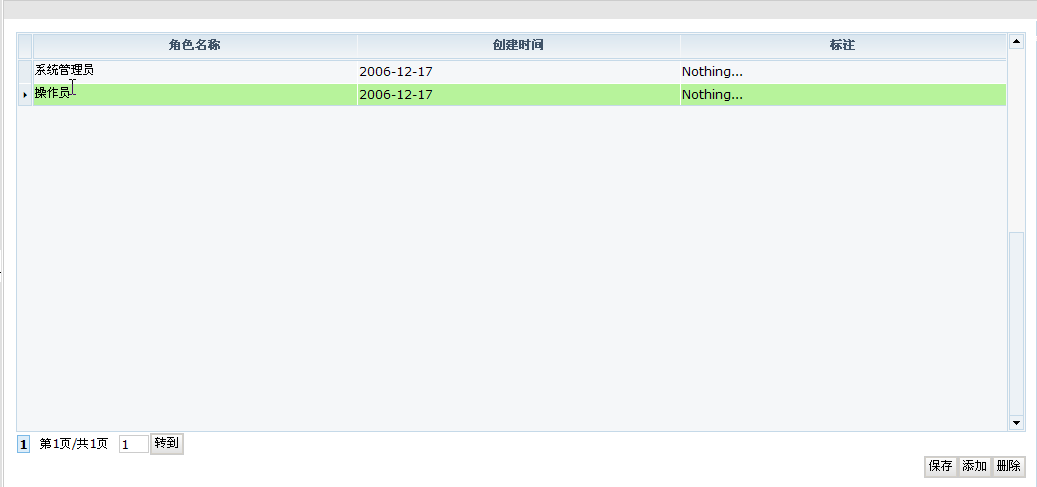 角色名称 创建时间 标注
系统管理员 2006-12-17 Nothing...
操作员 2006-12-17 Nothing...
1 第1页/共1页 1 转到
保存 添加 删除